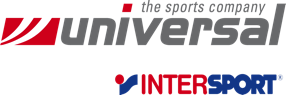 the sports company
universal
INTERSPORT®